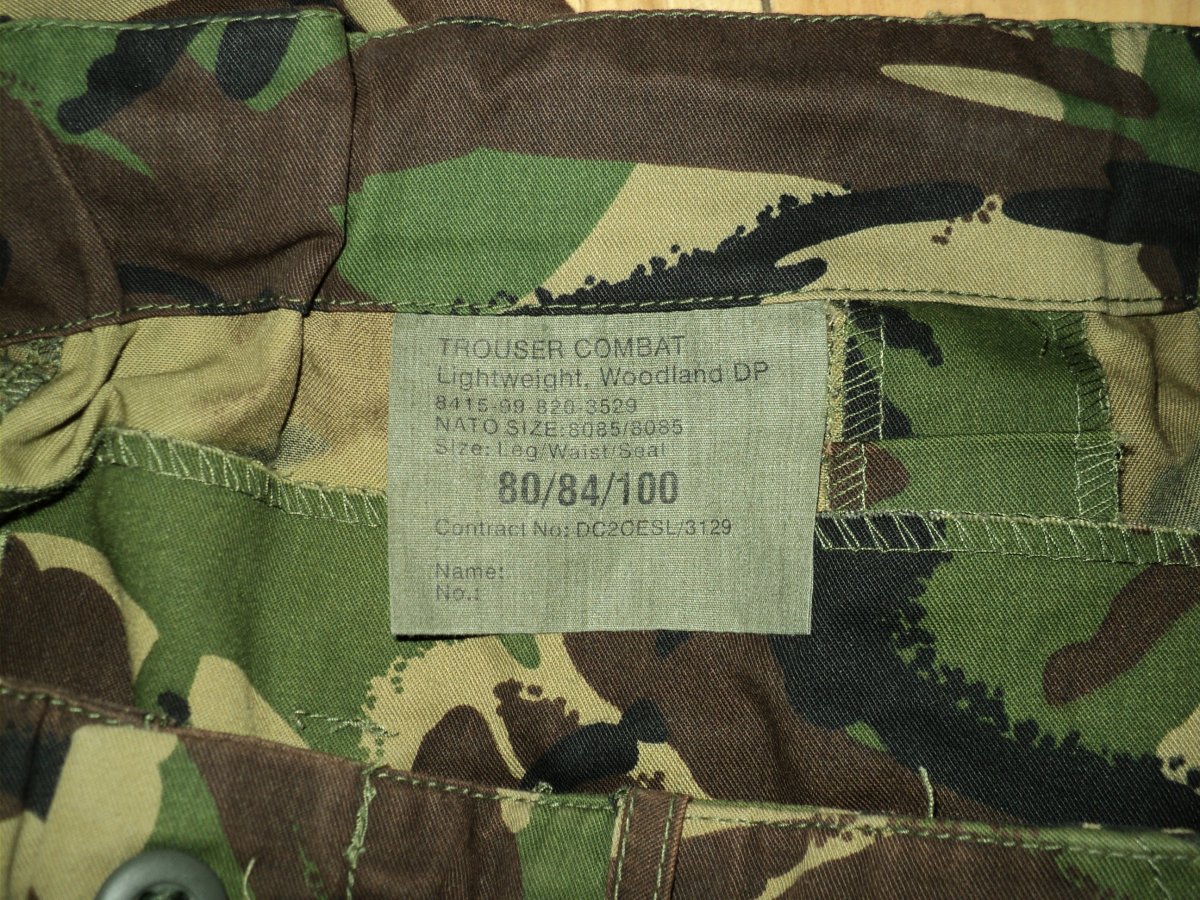 TROUSER COMBAT
Lightweight, Woodland DP
8415-99-820-3529
NATO SIZE:8085/8085
Size: Leg/Waist/Seat
80/84/100
Contract No: DC2CESL/3129
Name:
No.: